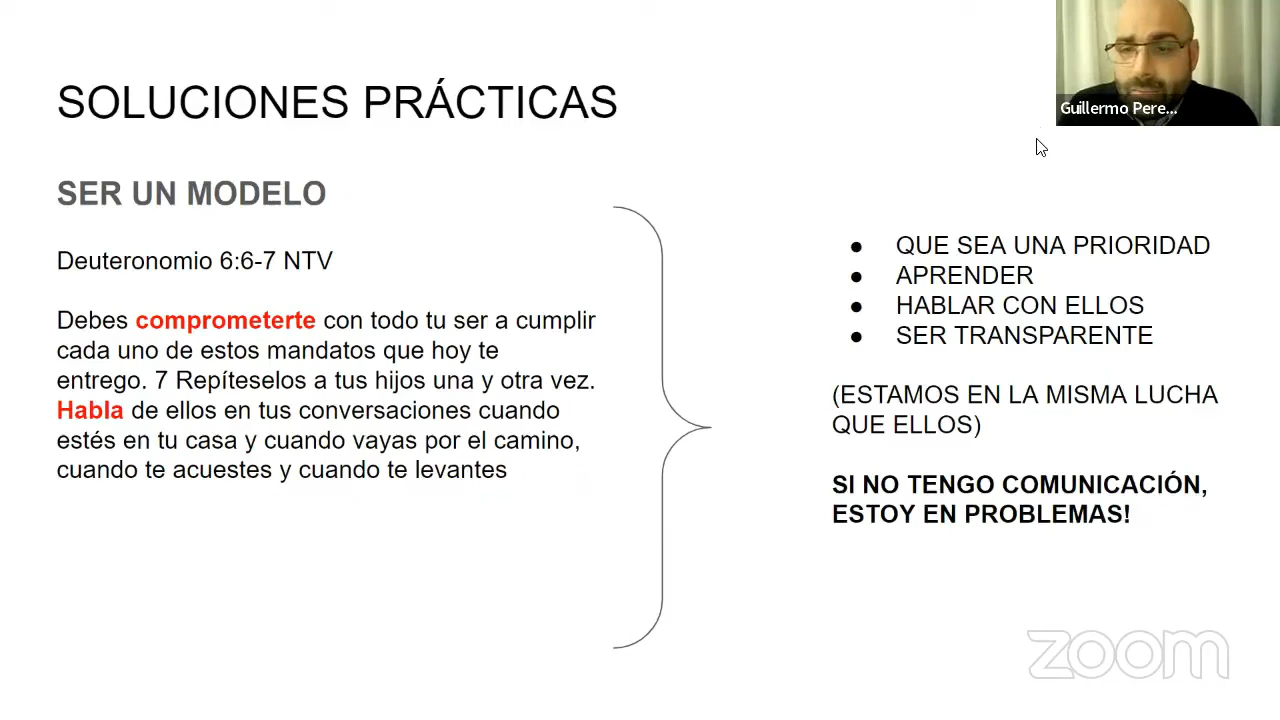 SOLUCIONES PRÁCTICAS
SER UN MODELO
Deuteronomio 6:6-7 NTV
Debes comprometerte con todo tu ser a cumplir
cada uno de estos mandatos que hoy te
entrego. 7 Repíteselos a tus hijos una y otra vez.
Habla de ellos en tus conversaciones cuando
estés en tu casa y cuando vayas por el camino,
cuando te acuestes y cuando te levantes
● QUE SEA UNA PRIORIDAD
● APRENDER
● HABLAR CON ELLOS
● SER TRANSPARENTE
(ESTAMOS EN LA MISMA LUCHA
QUE ELLOS)
SI NO TENGO COMUNICACIÓN,
ESTOY EN PROBLEMAS!
Guillermo Pere...
zoom